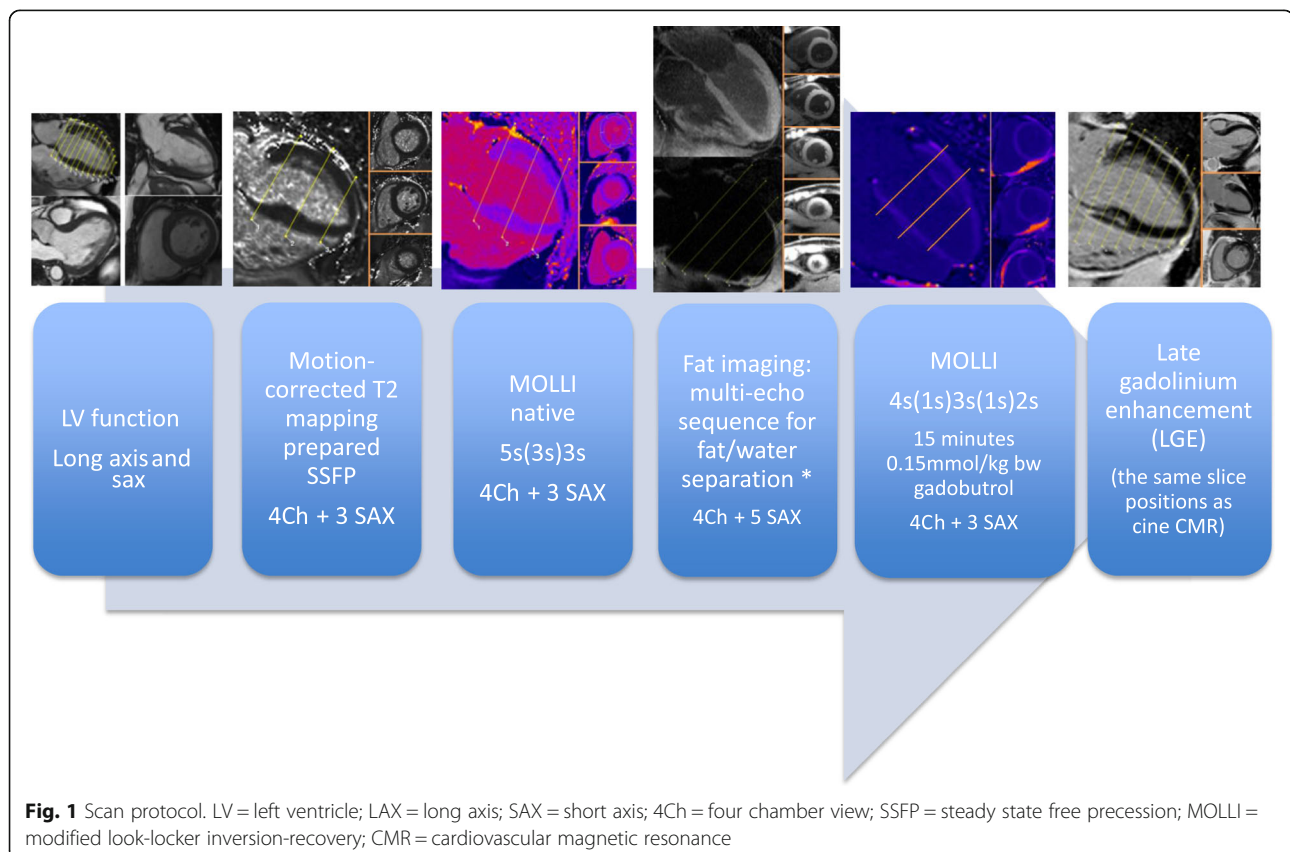 LV function
Long axis and
sax
Motion-
corrected T2
mapping
prepared
SSFP
4Ch + 3 SAX
MOLLI
native
5s(3s)3s
4Ch + 3 SAX
Fat imaging:
multi-echo
sequence for
fat/water
separation *
4Ch + 5 SAX
MOLLI
4s(1s)3s(1s)2s
15 minutes
0.15mmol/kg bw
gadobutrol
4Ch + 3 SAX
Late
gadolinium
enhancement
(LGE)
(the same slice
positions as
cine CMR)
Fig. 1 Scan protocol. LV = left ventricle; LAX = long axis; SAX = short axis; 4Ch = four chamber view; SSFP = steady state free precession; MOLLI =
modified look-locker inversion-recovery; CMR = cardiovascular magnetic resonance